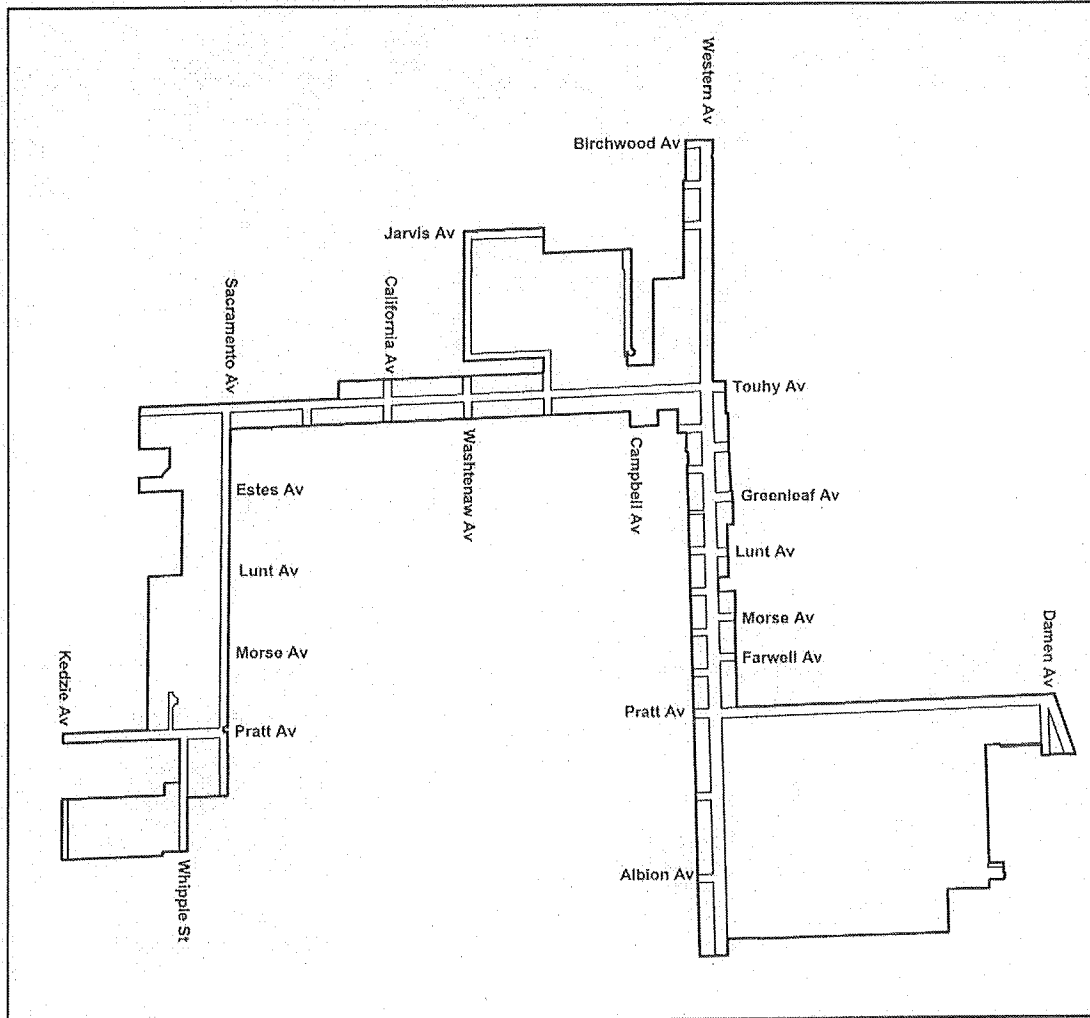 Western Av
Birchwood Av
Jarvis Av
Sacramento Av
California Av
Touhy Av
Washtenaw Av
Campbell Av
Estes Av
Greenleaf Av
Lunt Av
Lunt Av
Morse Av
Damen Av
Morse Av
Farwell Av
Kedzie Av
Pratt Av
Pratt Av
Whipple St
Albion Av